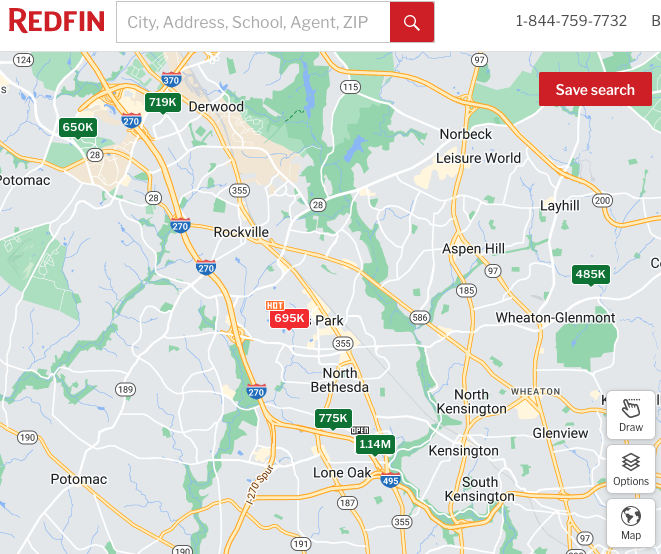 REDFIN
City, Address, School, Agent, ZIP
1-844-759-7732
B
124
370
97
s
115
Save search
719K
Derwood
270
650K
Norbeck
28
Leisure World
Potomac
355
28
28
200
Layhill
270
Rockville
Aspen Hill
270
97
485K
185
HOT
695K
s Park
586
Wheaton-Glenmont
355
North
Bethesda
189
270
North
Kensington
WHEATON
K
Draw
775K
OPEN
1.14M
190
Glenview
Kensington
Lone Oak
Potomac
495
I-270 Spur
South
Kensington
Options
187
355
191
190
97
Map